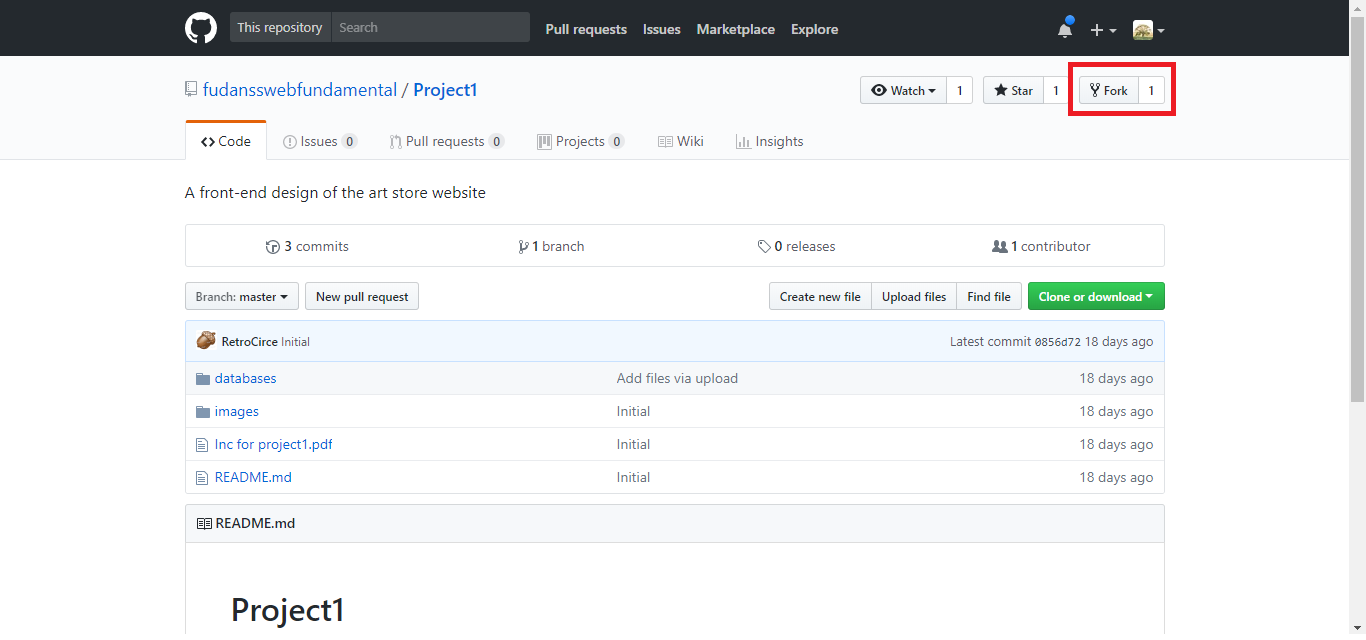 This repository Search Pull requests Issues Marketplace Explore
fudansswebfundamental / Project1 Watch 1 Star 1 Fork 1
Code Issues 0 Pull requests 0 Projects 0 Wiki Insights
A front-end design of the art store website
3 commits 1 branch 0 releases 1 contributor
Branch: master New pull request Create new file Upload files Find file Clone or download
RetroCirce Initial Latest commit 0856d72 18 days ago
databases Add files via upload 18 days ago
images Initial 18 days ago
Inc for project1.pdf Initial 18 days ago
README.md Initial 18 days ago
README.md
Project1